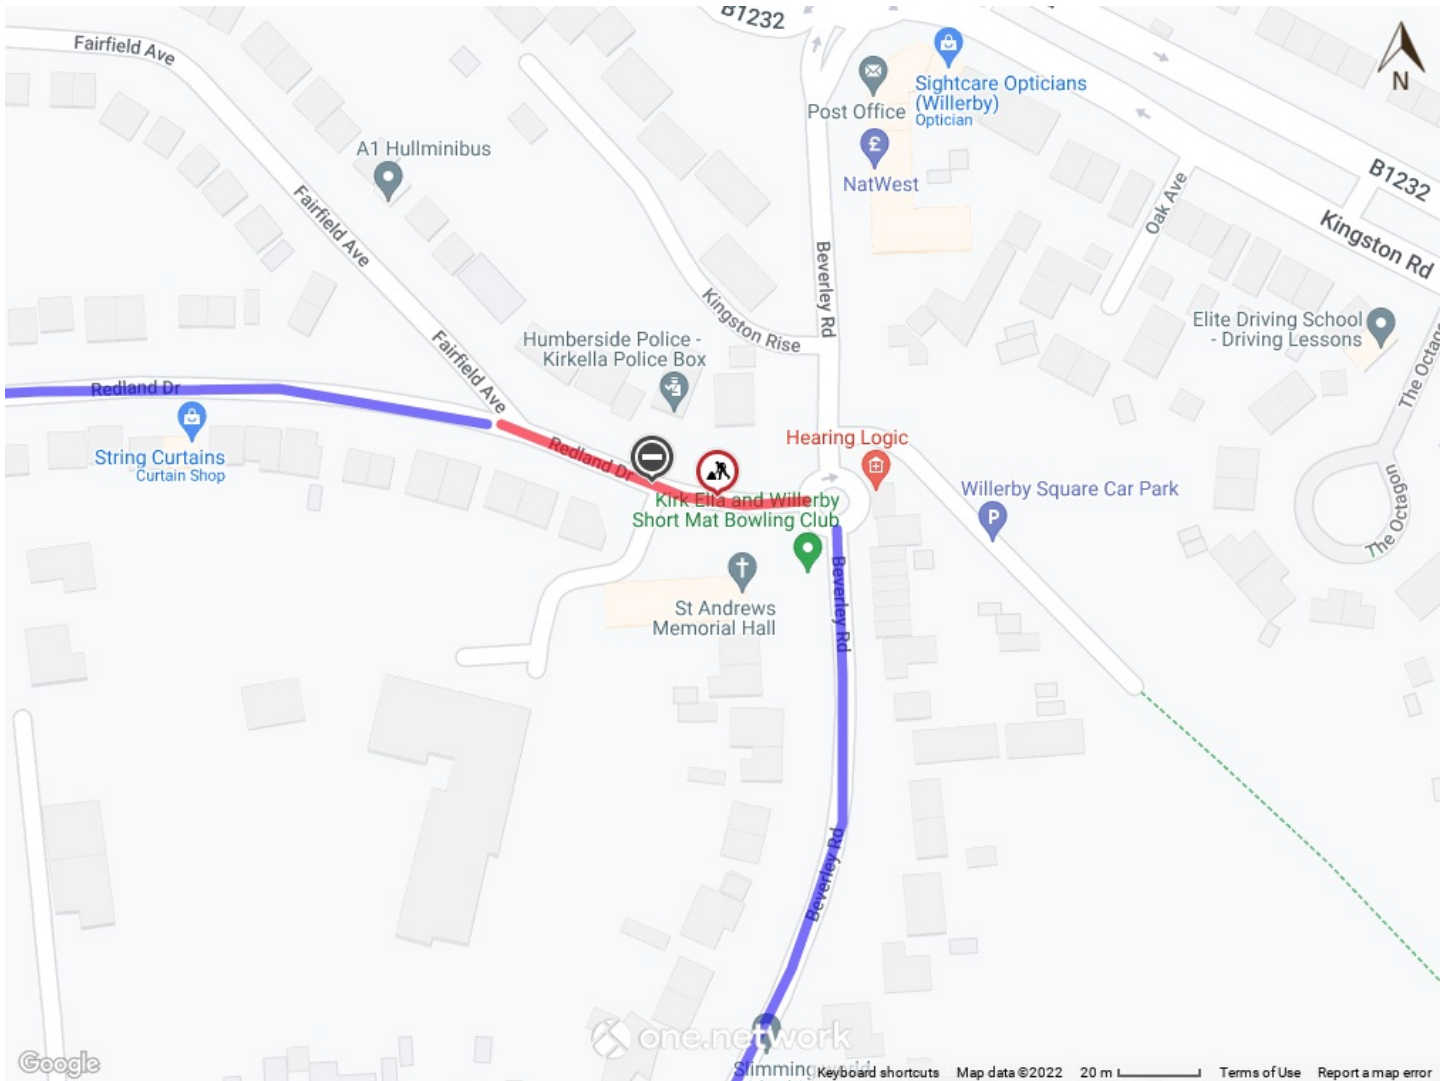 B1232
Fairfield Ave
Sightcare Opticians
(Willerby)
Optician
N
Post Office
A1 Hullminibus
£
NatWest
B1232
Oak Ave
Kingston Rd
Fairfield Ave
Beverley Rd
Kingston Rise
Elite Driving School
- Driving Lessons
Humberside Police -
Kirkella Police Box
Fairfield Ave
The Octagon
Redland Dr
Hearing Logic
String Curtains
Curtain Shop
Redland Dr
Willerby Square Car Park
P
Kirk Ella and Willerby
Short Mat Bowling Club
The Octagon
Beverley Rd
St Andrews
Memorial Hall
Beverley Rd
one.network
Google
Slimming world
Keyboard shortcuts
Map data ©2022
20 m
Terms of Use
Report a map error